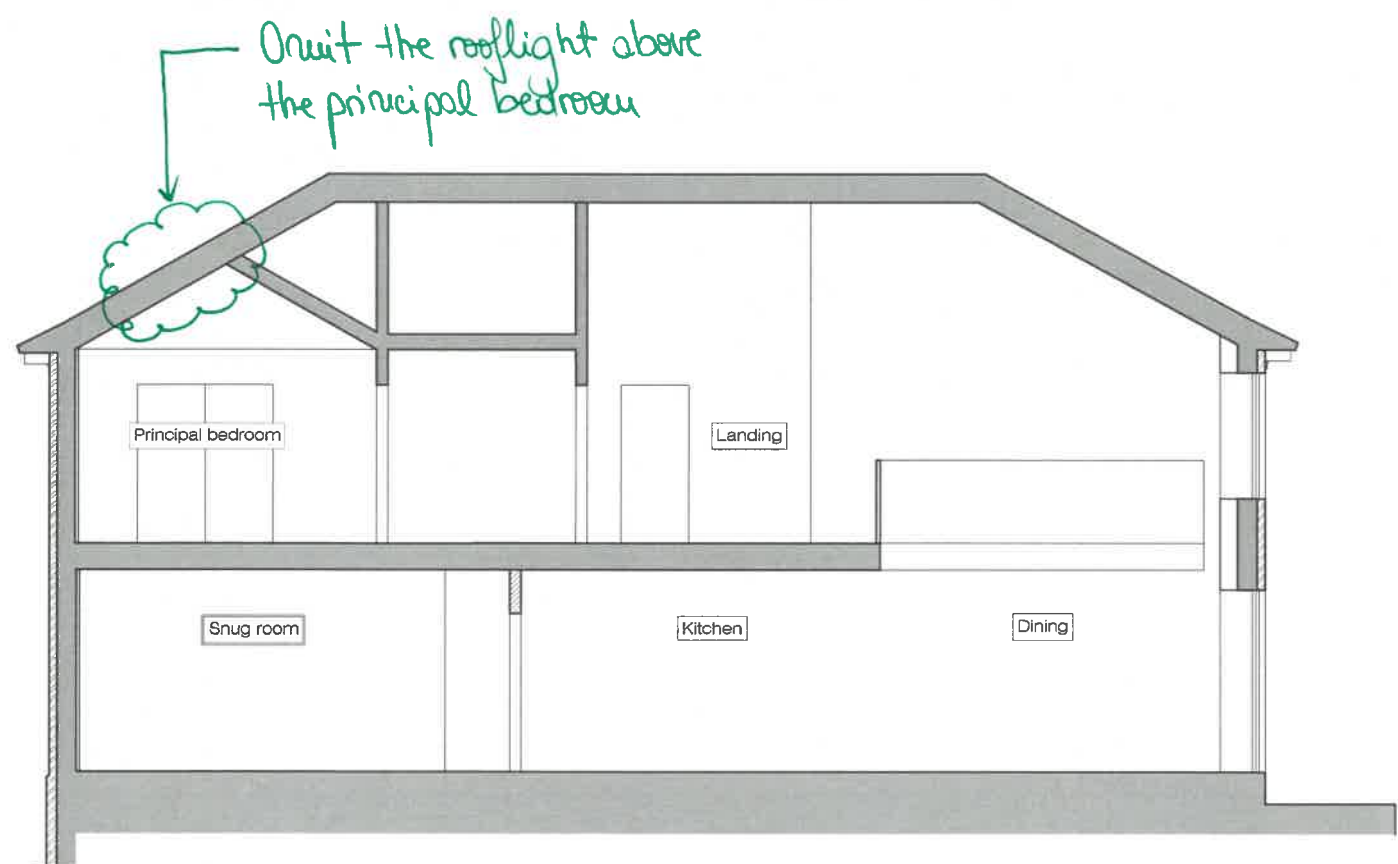 Omit the rooflight above
the principal bedroom
Principal bedroom
Landing
Snug room
Kitchen
Dining